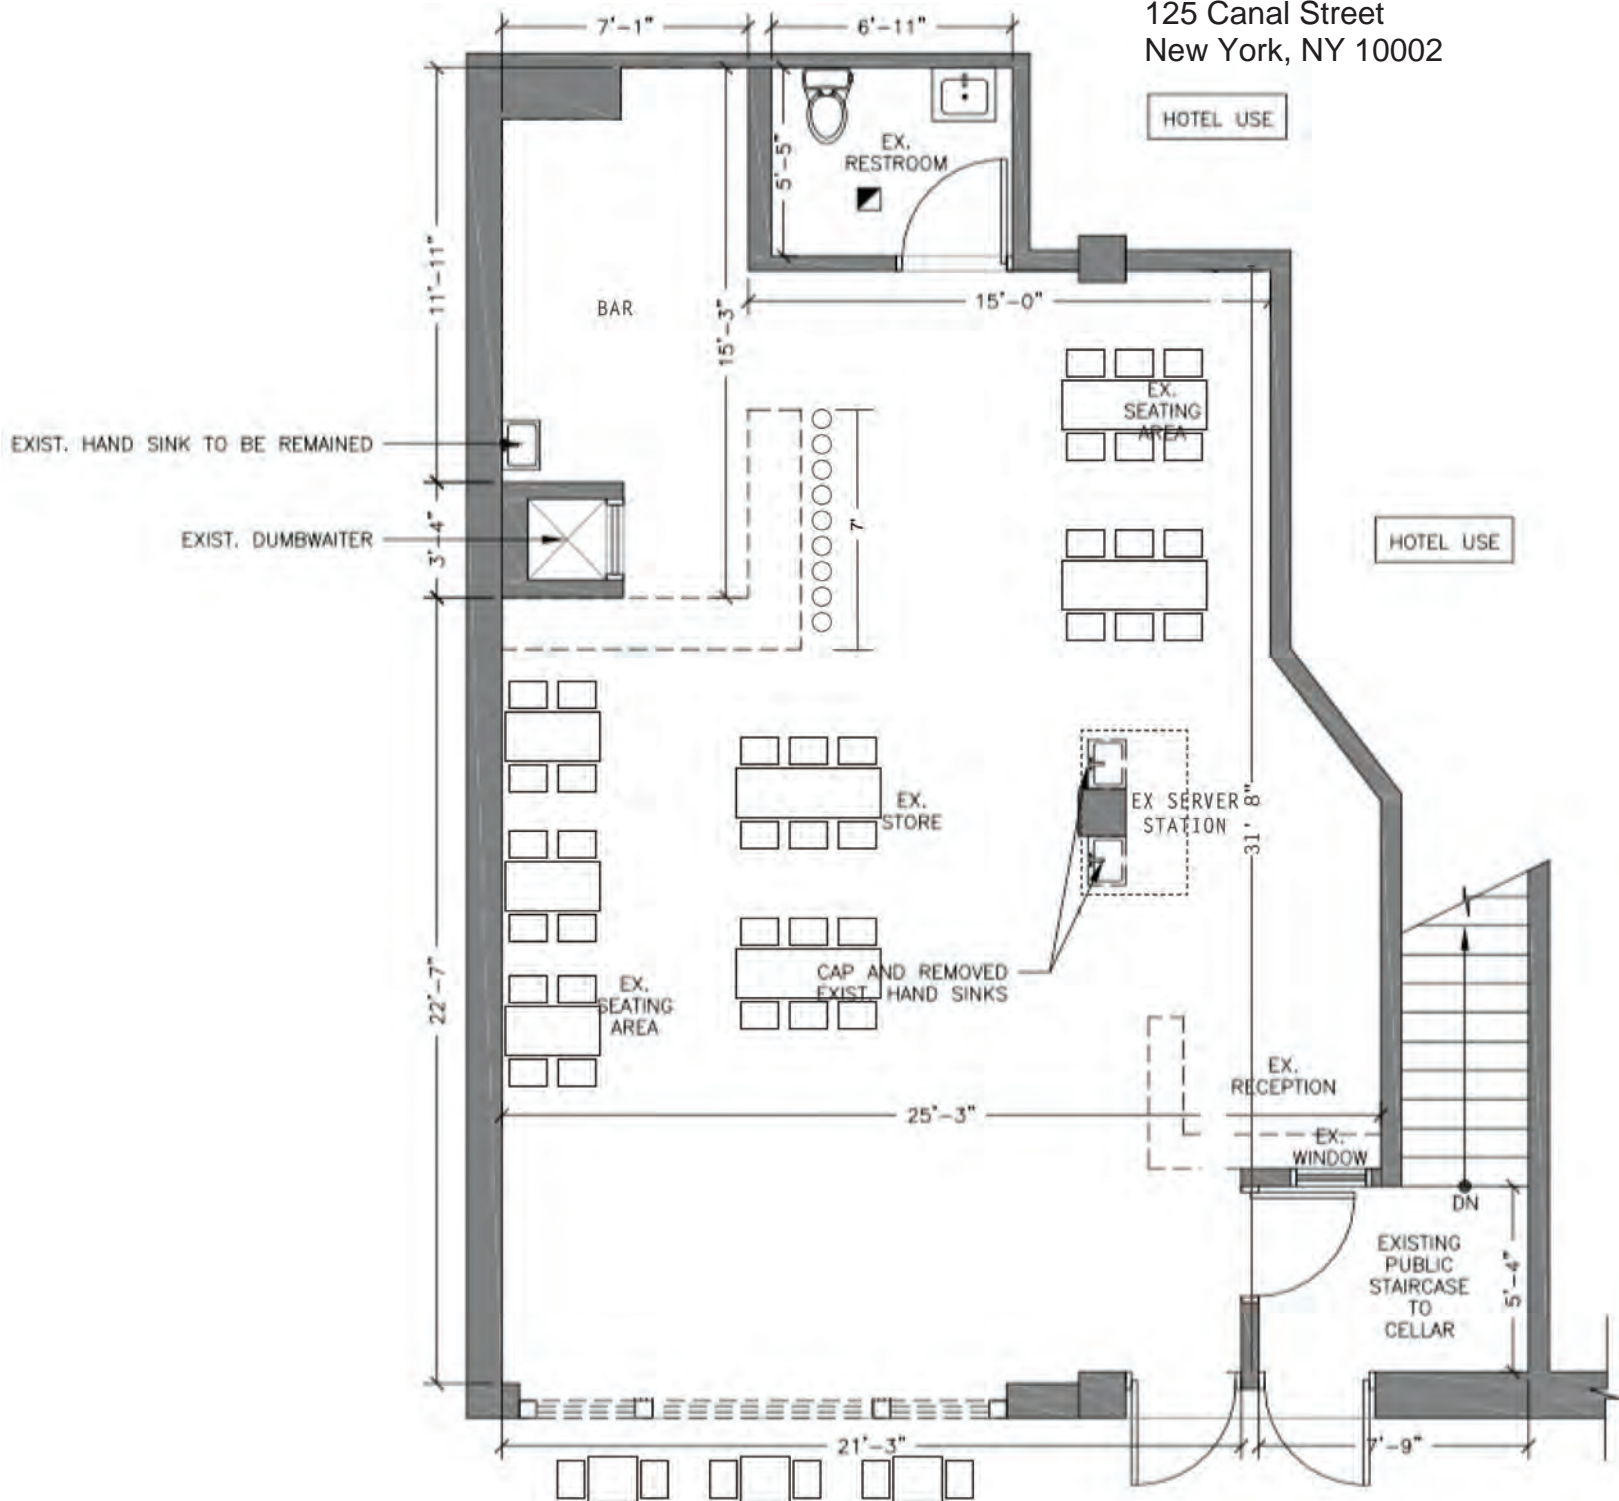 125 Canal Street
New York, NY 10002
7'-1"
6'-11"
HOTEL USE
EX.
RESTROOM
5'-5"
11'-11"
BAR
15'-3"
15'-0"
EX.
SEATING
AREA
EXIST. HAND SINK TO BE REMAINED
3'-4"
EXIST. DUMBWAITER
7'
HOTEL USE
EX.
STORE
EX SERVER
STATION
31' 8"
22'-7"
EX.
SEATING
AREA
CAP AND REMOVED
EXIST. HAND SINKS
EX.
RECEPTION
25'-3"
EX.
WINDOW
DN
EXISTING
PUBLIC
STAIRCASE
TO
CELLAR
5'-4"
21'-3"
7'-9"